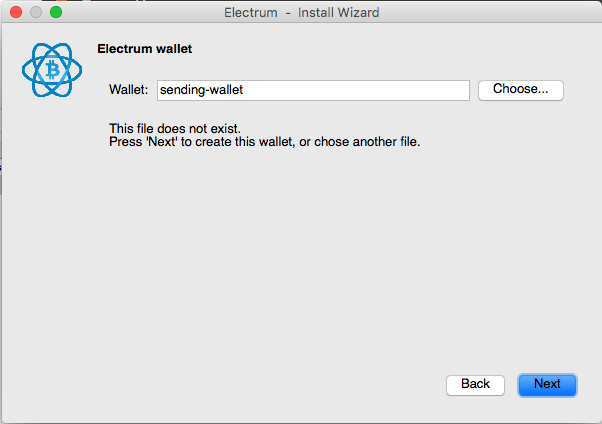 Electrum - Install Wizard
Electrum wallet
Wallet: sending-wallet Choose...
This file does not exist.
Press 'Next' to create this wallet, or chose another file.
Back Next